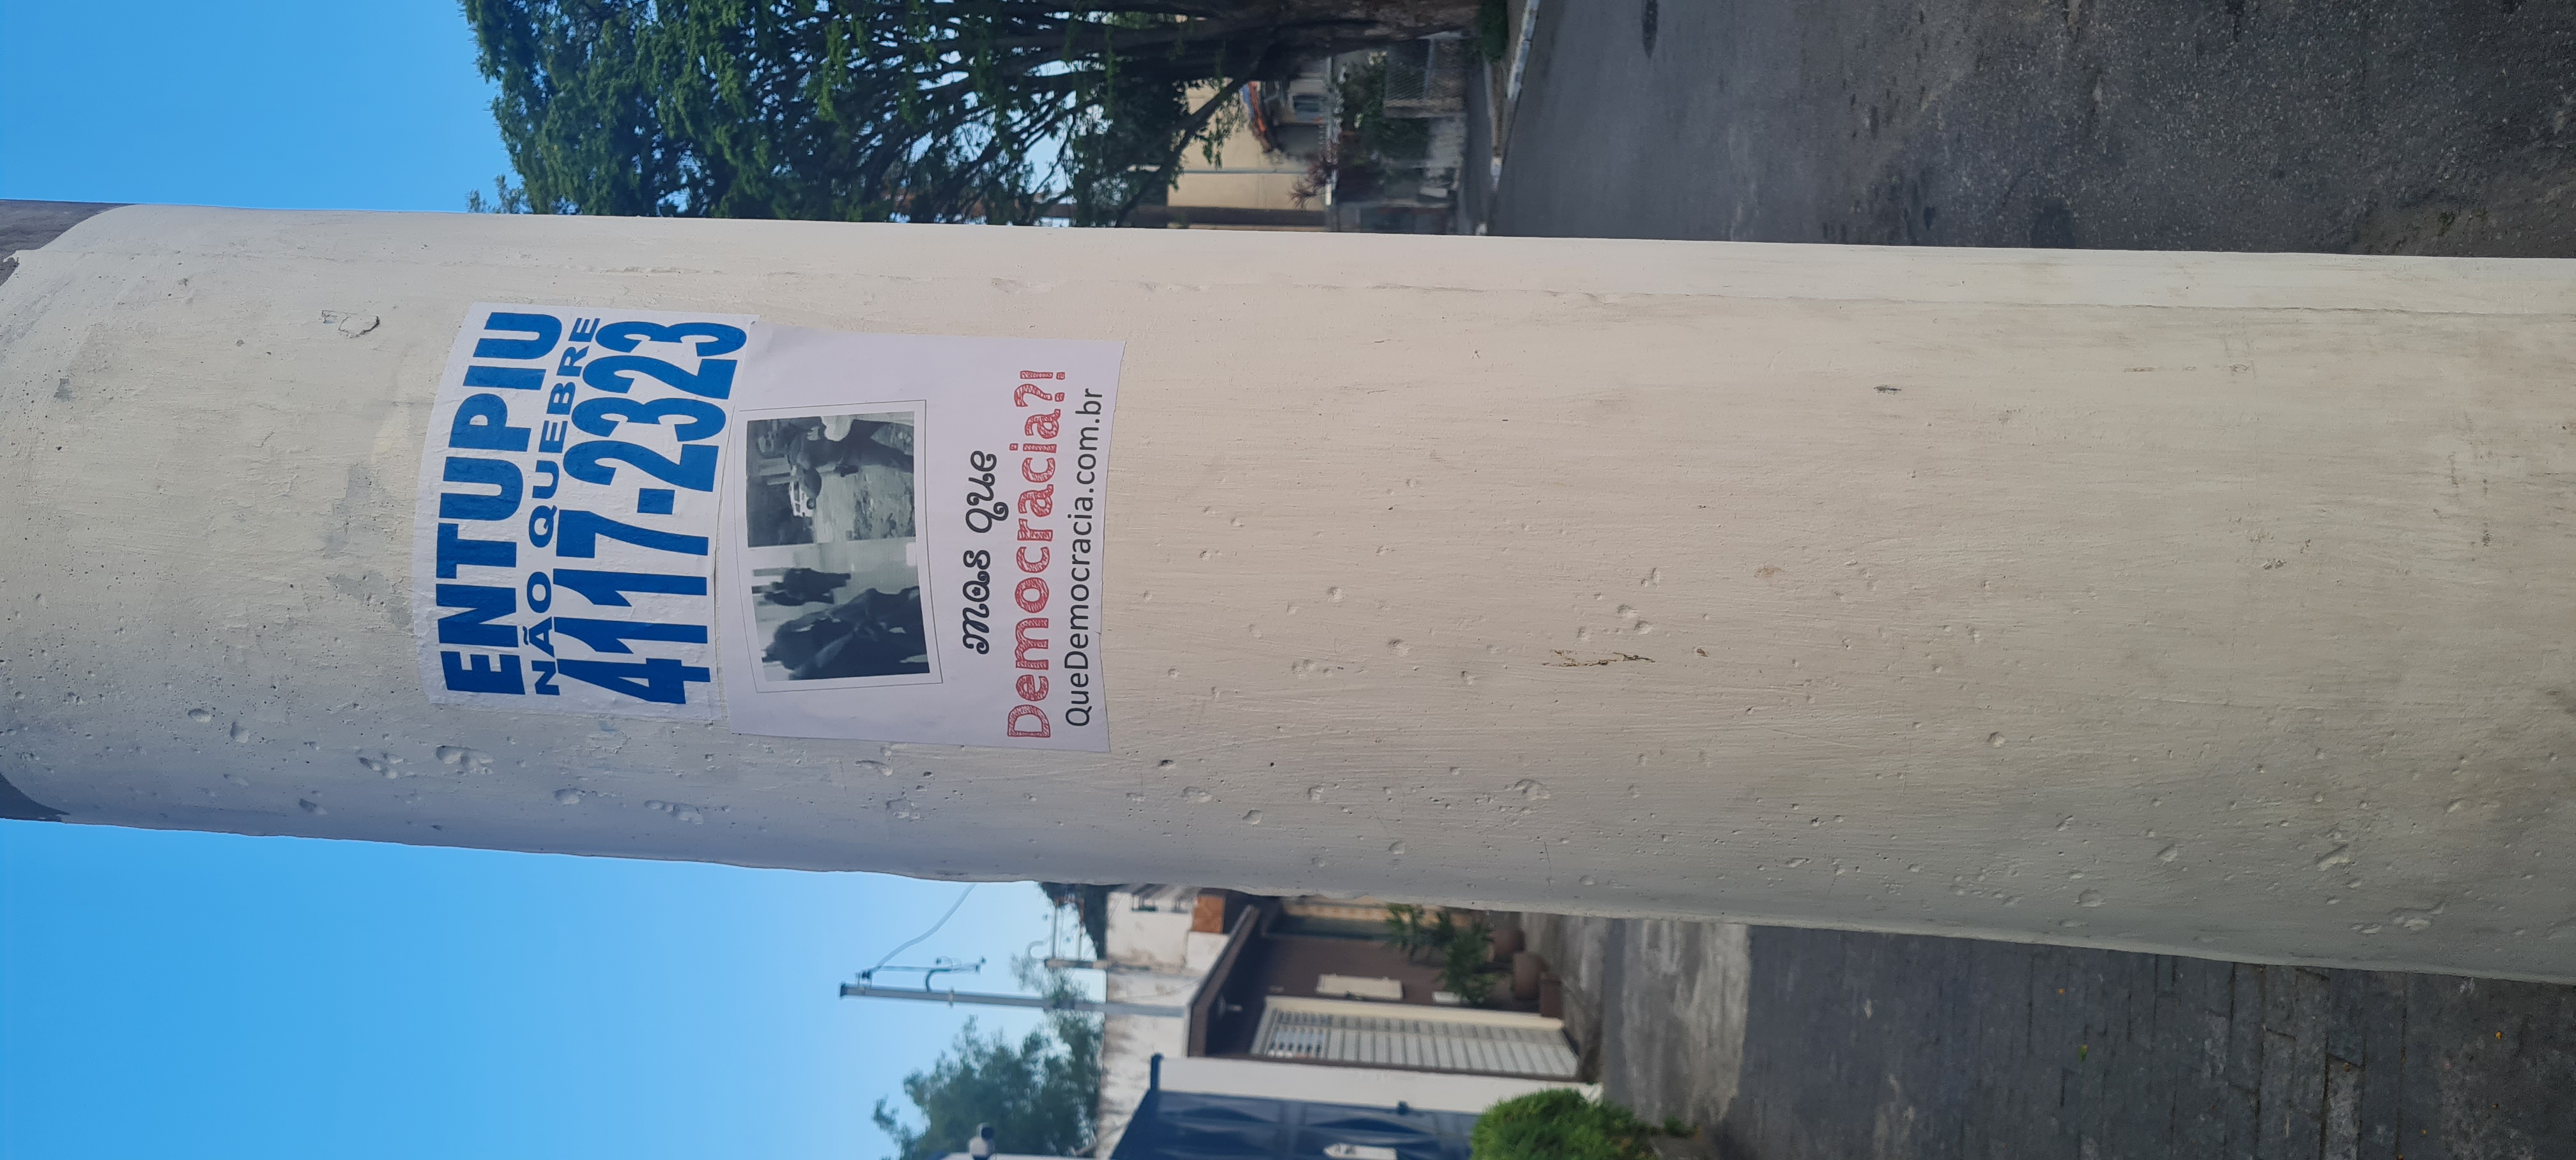 ENTUPIU
NÃO QUEBRE
4117-2323
mas que
Democracia?!
QueDemocracia.com.br